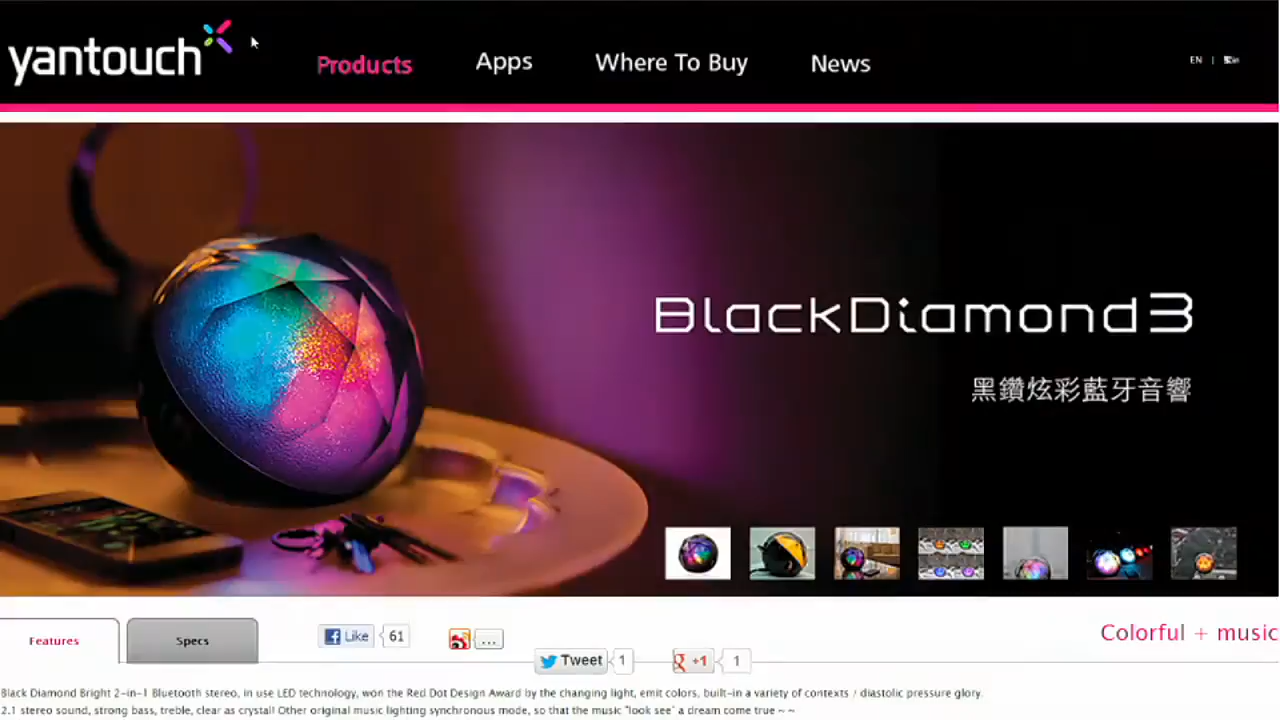 yantouch
Products
Apps
Where To Buy
News
EN |
BlackDiamond3
黑鑽炫彩藍牙音響
Features
Specs
Like 61
...
Tweet 1
+1 1
Colorful + music
Black Diamond Bright 2-in-1 Bluetooth stereo, in use LED technology, won the Red Dot Design Award by the changing light, emit colors, built-in a variety of contexts / diastolic pressure glory.
2.1 stereo sound, strong bass, treble, clear as crystal! Other original music lighting synchronous mode, so that the music "look see" a dream come true ~ ~